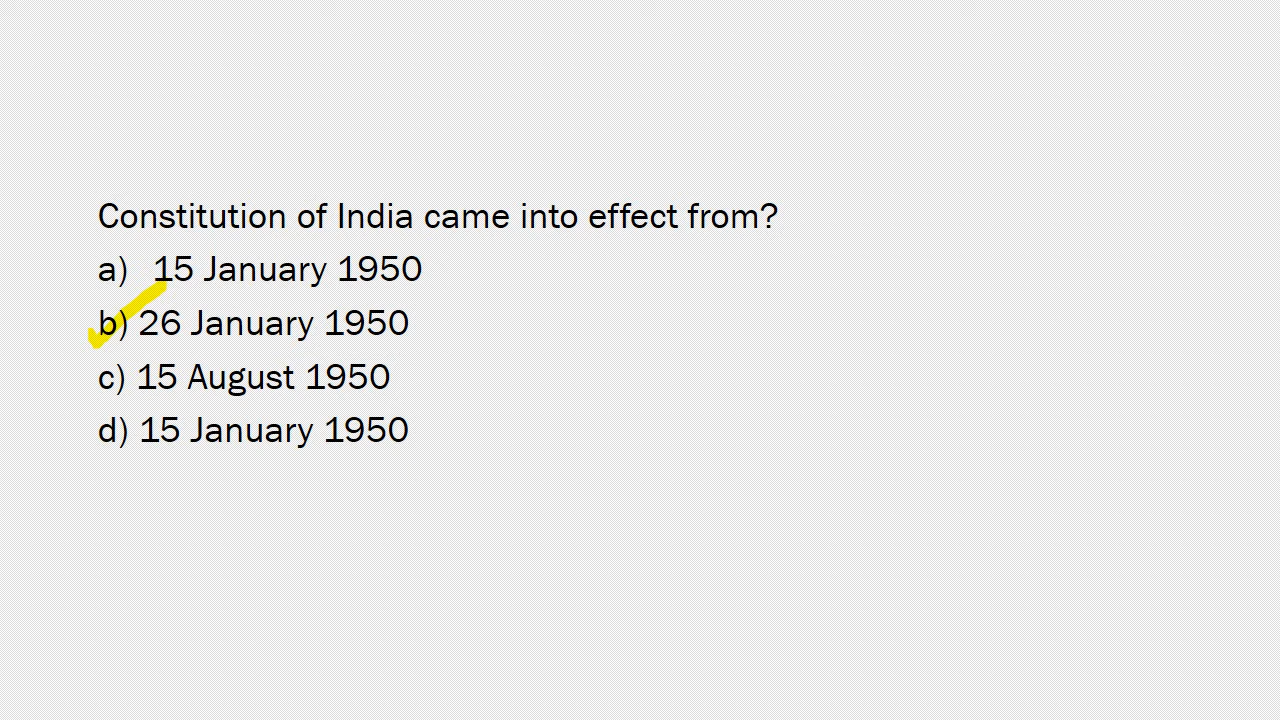 Constitution of India came into effect from?
a) 15 January 1950
b) 26 January 1950
c) 15 August 1950
d) 15 January 1950